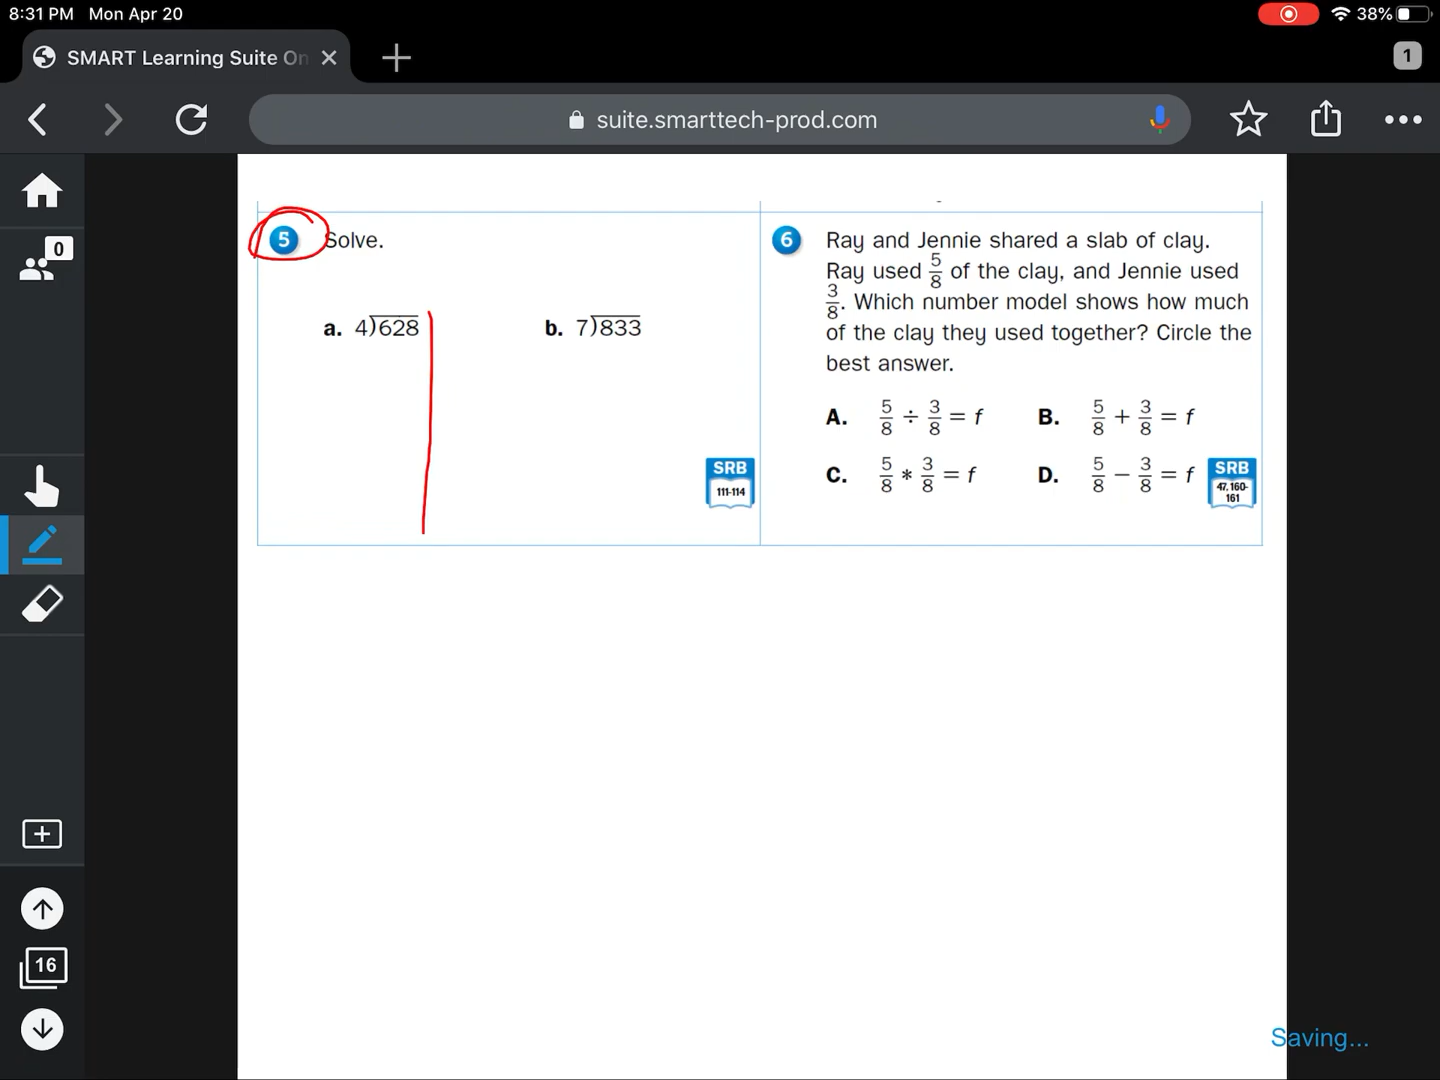 8:31 PM Mon Apr 20
38%
SMART Learning Suite On
1
suite.smarttech-prod.com
0
5 Solve.
a. 4)628
b. 7)833
SRB
111-114
6 Ray and Jennie shared a slab of clay.
Ray used 5/8 of the clay, and Jennie used
3/8. Which number model shows how much
of the clay they used together? Circle the
best answer.
A. 5/8 ÷ 3/8 = f
B. 5/8 + 3/8 = f
C. 5/8 * 3/8 = f
D. 5/8 − 3/8 = f
SRB
47, 160-
161
16
Saving...